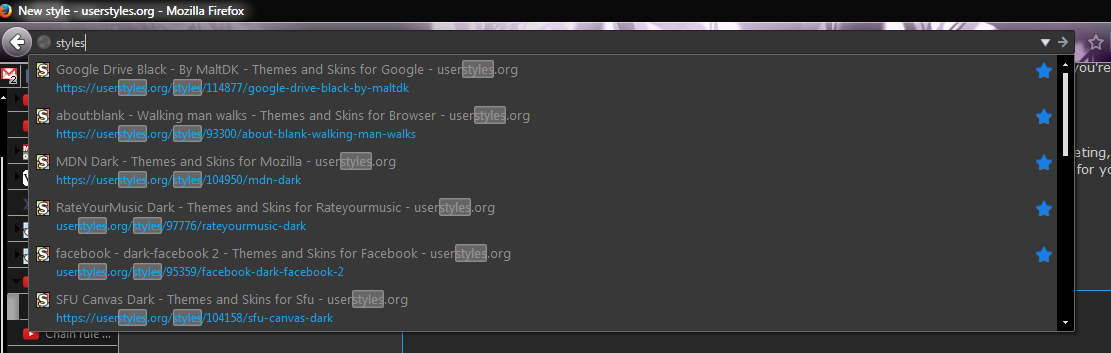 New style - userstyles.org - Mozilla Firefox
styles
you're
Google Drive Black - By MaltDK - Themes and Skins for Google - userstyles.org
2
https://userstyles.org/styles/114877/google-drive-black-by-maltdk
about:blank - Walking man walks - Themes and Skins for Browser - userstyles.org
https://userstyles.org/styles/93300/about-blank-walking-man-walks
MDN Dark - Themes and Skins for Mozilla - userstyles.org
eting,
for yo
https://userstyles.org/styles/104950/mdn-dark
RateYourMusic Dark - Themes and Skins for Rateyourmusic - userstyles.org
userstyles.org/styles/97776/rateyourmusic-dark
facebook - dark-facebook 2 - Themes and Skins for Facebook - userstyles.org
userstyles.org/styles/95359/facebook-dark-facebook-2
SFU Canvas Dark - Themes and Skins for Sfu - userstyles.org
https://userstyles.org/styles/104158/sfu-canvas-dark
Chain rule ...